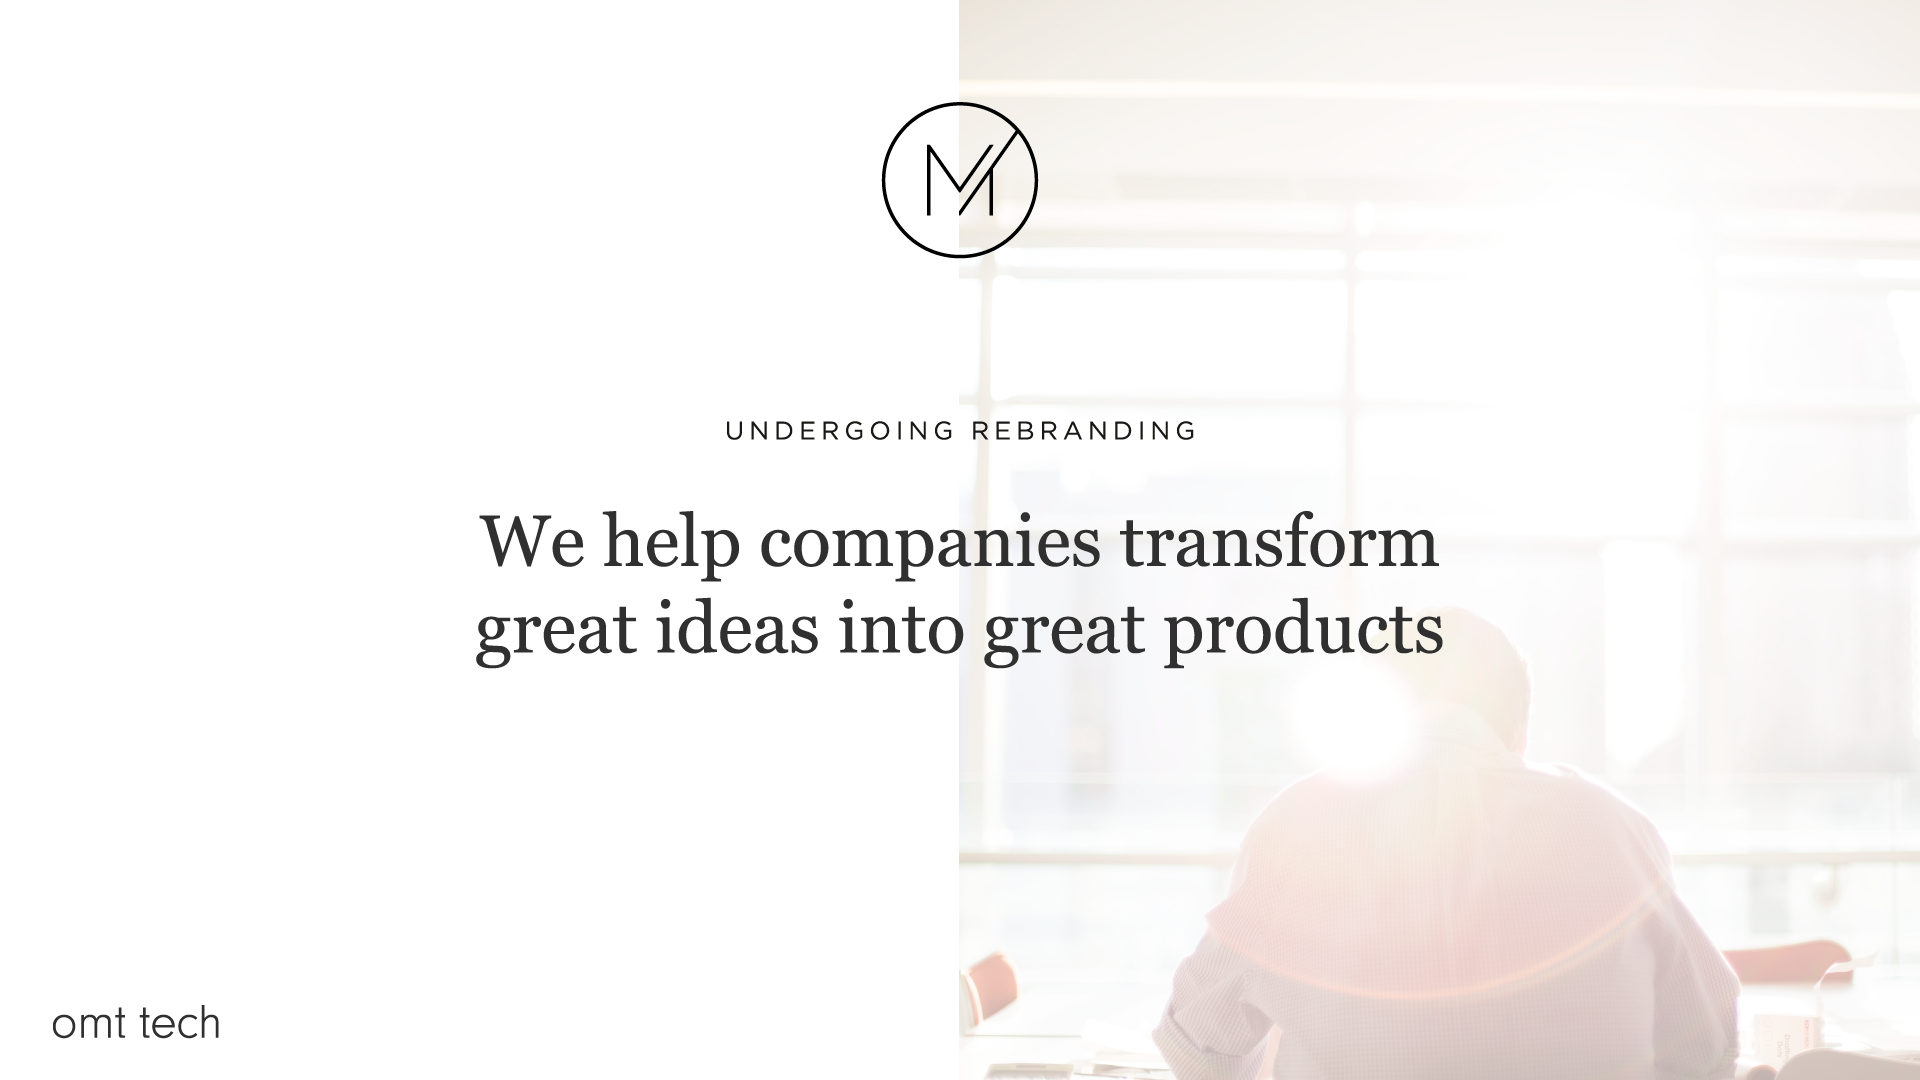 M
UNDERGOING REBRANDING
We help companies transform
great ideas into great products
omt tech